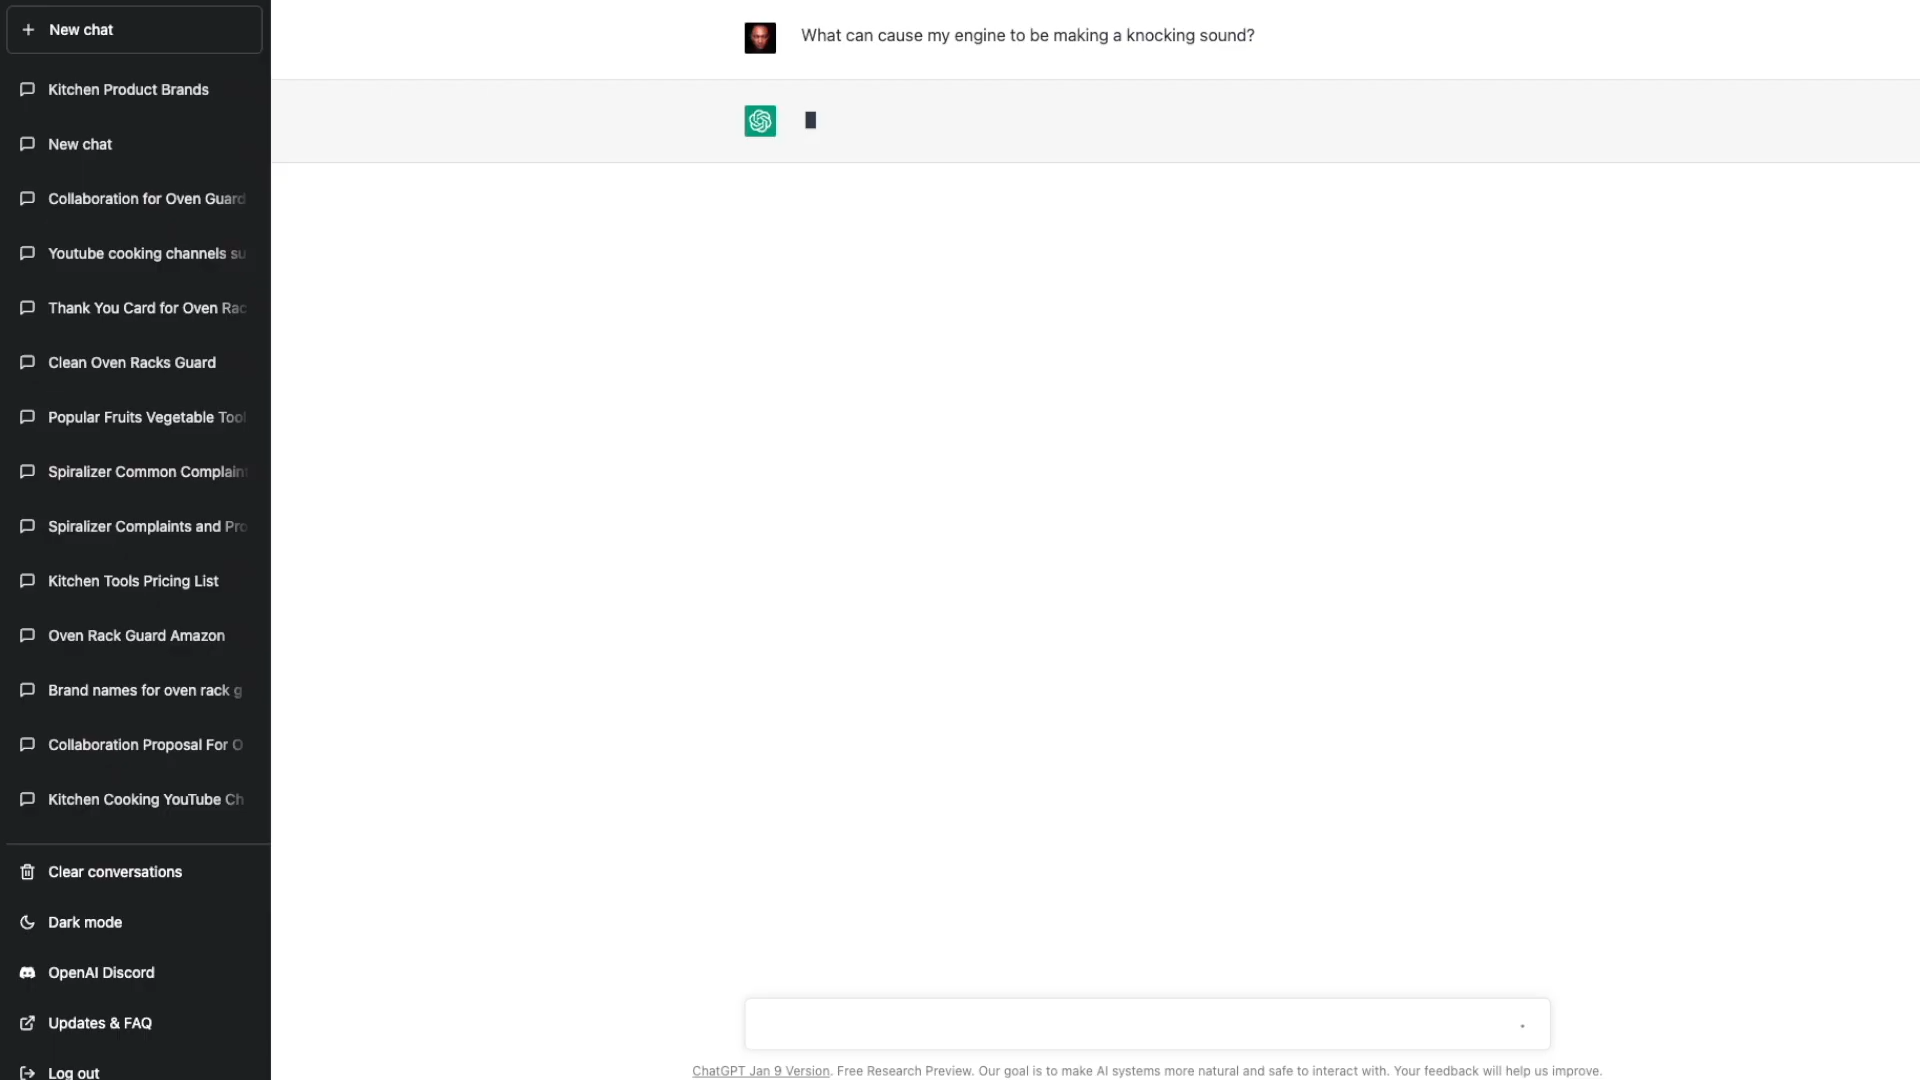 New chat
Kitchen Product Brands
New chat
Collaboration for Oven Guard
Youtube cooking channels su
Thank You Card for Oven Rac
Clean Oven Racks Guard
Popular Fruits Vegetable Tool
Spiralizer Common Complaint
Spiralizer Complaints and Pro
Kitchen Tools Pricing List
Oven Rack Guard Amazon
Brand names for oven rack g
Collaboration Proposal For O
Kitchen Cooking YouTube Ch
Clear conversations
Dark mode
OpenAI Discord
Updates & FAQ
Log out
What can cause my engine to be making a knocking sound?
ChatGPT Jan 9 Version. Free Research Preview. Our goal is to make AI systems more natural and safe to interact with. Your feedback will help us improve.